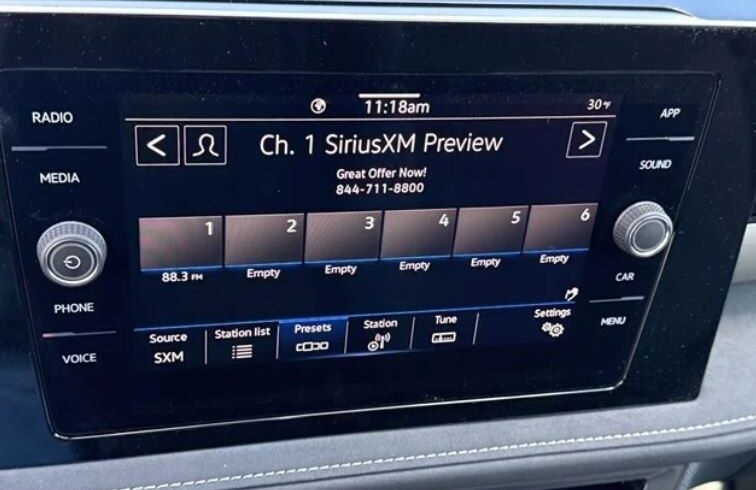 11:18am
30°F
RADIO
APP
Ch. 1 SiriusXM Preview
Great Offer Now!
844-711-8800
MEDIA
SOUND
1 2 3 4 5 6
88.3 FM Empty Empty Empty Empty Empty
PHONE
CAR
Source Station list Presets Station Tune Settings
SXM
VOICE
MENU